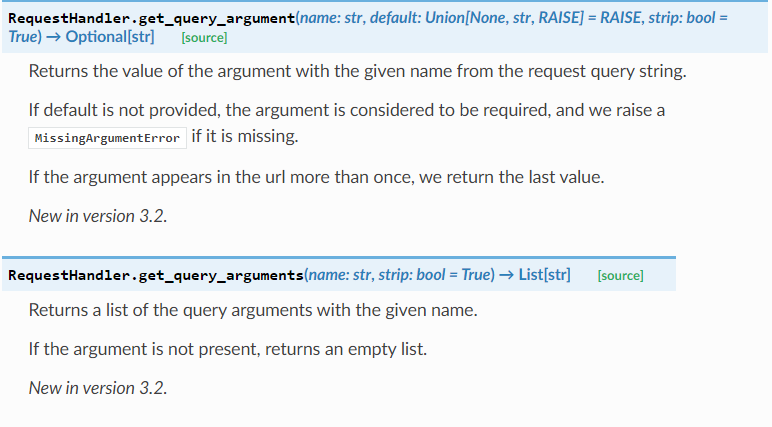 RequestHandler.get_query_argument(name: str, default: Union[None, str, RAISE] = RAISE, strip: bool =
True) → Optional[str] [source]
Returns the value of the argument with the given name from the request query string.
If default is not provided, the argument is considered to be required, and we raise a
MissingArgumentError if it is missing.
If the argument appears in the url more than once, we return the last value.
New in version 3.2.
RequestHandler.get_query_arguments(name: str, strip: bool = True) → List[str] [source]
Returns a list of the query arguments with the given name.
If the argument is not present, returns an empty list.
New in version 3.2.